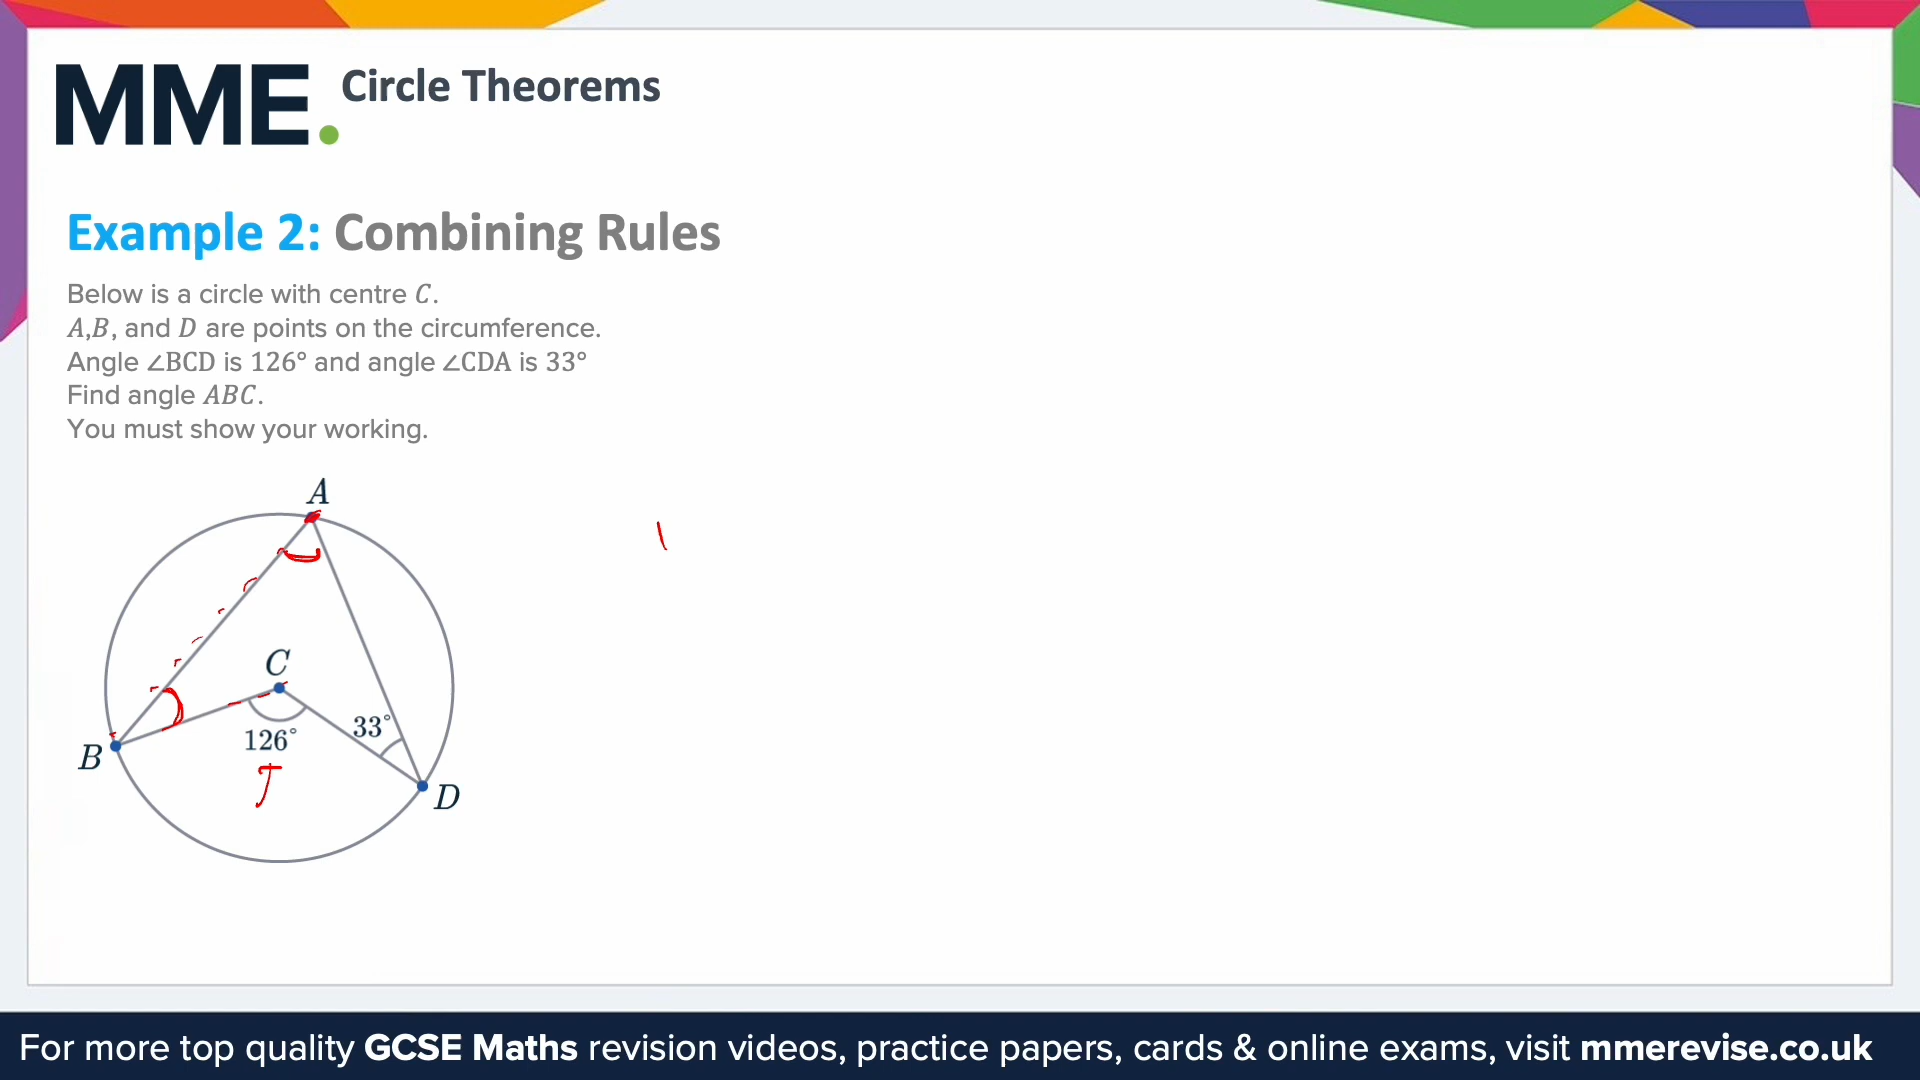 MME.
Circle Theorems
Example 2: Combining Rules
Below is a circle with centre C.
A,B, and D are points on the circumference.
Angle ∠BCD is 126° and angle ∠CDA is 33°
Find angle ABC.
You must show your working.
A
C
33°
126°
B
D
For more top quality GCSE Maths revision videos, practice papers, cards & online exams, visit mmerevise.co.uk